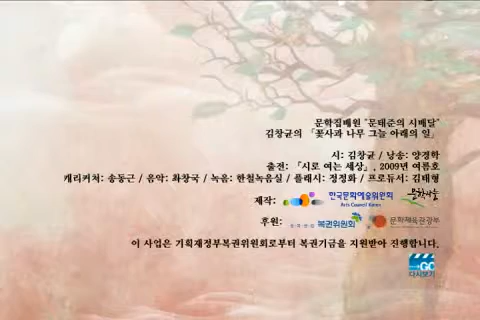 문학집배원 "문태준의 시배달"
김창균의 「꽃사과 나무 그늘 아래의 일」
시: 김창균 / 낭송: 양경학
출전: 「시로 여는 세상」, 2009년 여름호
캐리커쳐: 송동근 / 음악: 최창국 / 녹음: 한철녹음실 / 플래시: 정정화 / 프로듀서: 김태형
제작: 한국문화예술위원회 Arts Council Korea 문학나눔
후원: 복권위원회 문화체육관광부
이 사업은 기획재정부복권위원회로부터 복권기금을 지원받아 진행합니다.
GO
다시보기